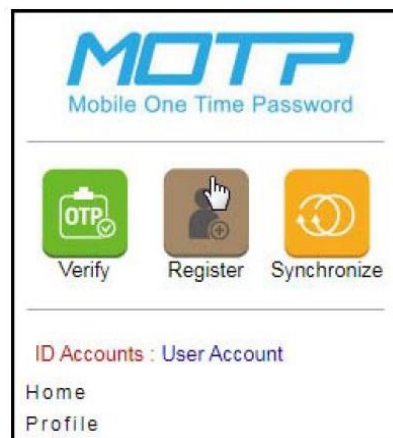 MOTP
Mobile One Time Password
OTP
Verify Register Synchronize
ID Accounts : User Account
Home
Profile